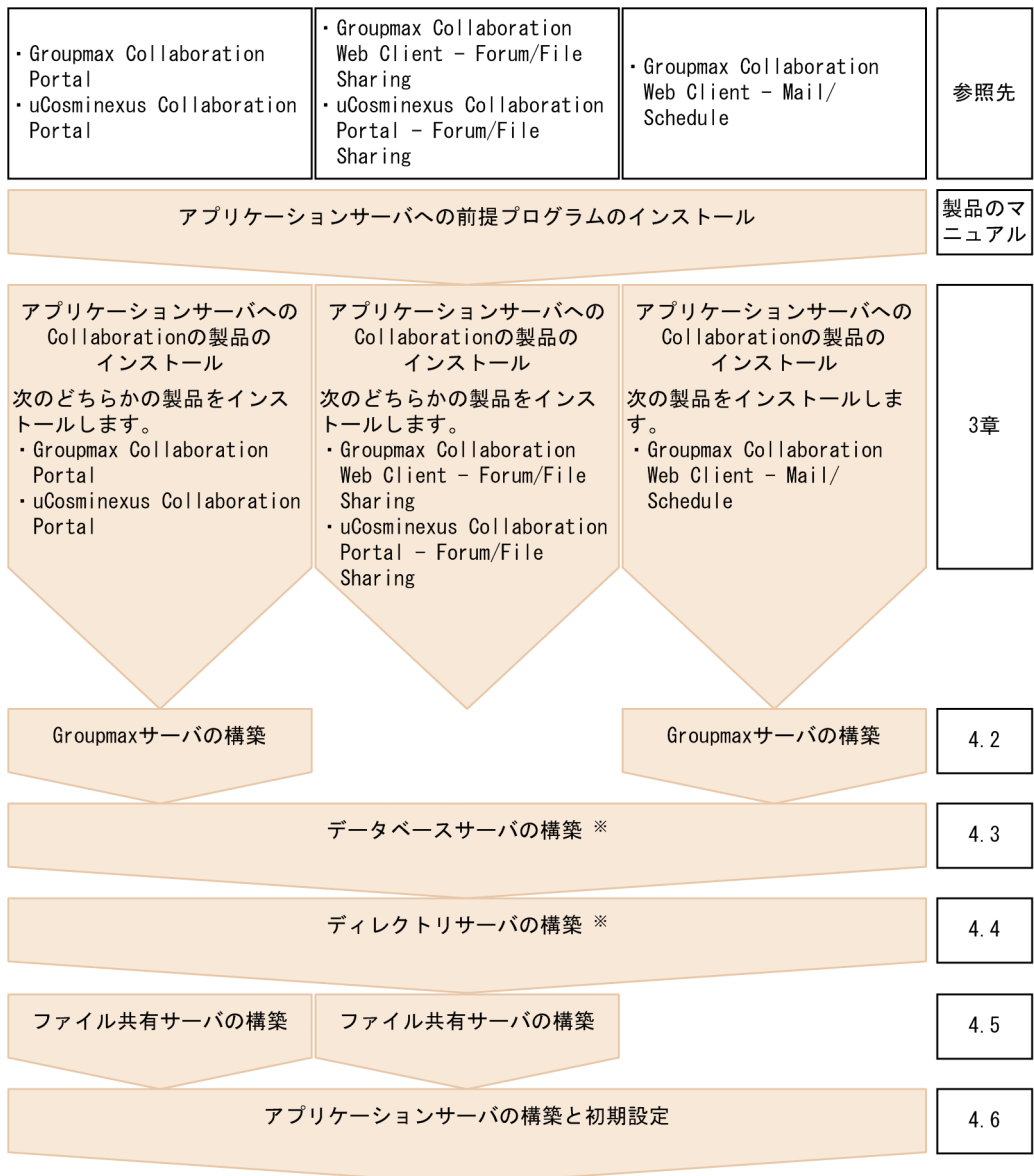 ・Groupmax Collaboration
Portal
・uCosminexus Collaboration
Portal
・Groupmax Collaboration
Web Client － Forum/File
Sharing
・uCosminexus Collaboration
Portal － Forum/File
Sharing
・Groupmax Collaboration
Web Client － Mail/
Schedule
参照先
アプリケーションサーバへの前提プログラムのインストール
製品のマ
ニュアル
アプリケーションサーバへの
Collaborationの製品の
インストール
次のどちらかの製品をインス
トールします。
・Groupmax Collaboration
Portal
・uCosminexus Collaboration
Portal
アプリケーションサーバへの
Collaborationの製品の
インストール
次のどちらかの製品をインス
トールします。
・Groupmax Collaboration
Web Client － Forum/File
Sharing
・uCosminexus Collaboration
Portal － Forum/File
Sharing
アプリケーションサーバへの
Collaborationの製品の
インストール
次の製品をインストールしま
す。
・Groupmax Collaboration
Web Client － Mail/
Schedule
3章
Groupmaxサーバの構築
Groupmaxサーバの構築
4.2
データベースサーバの構築 ※
4.3
ディレクトリサーバの構築 ※
4.4
ファイル共有サーバの構築
ファイル共有サーバの構築
4.5
アプリケーションサーバの構築と初期設定
4.6